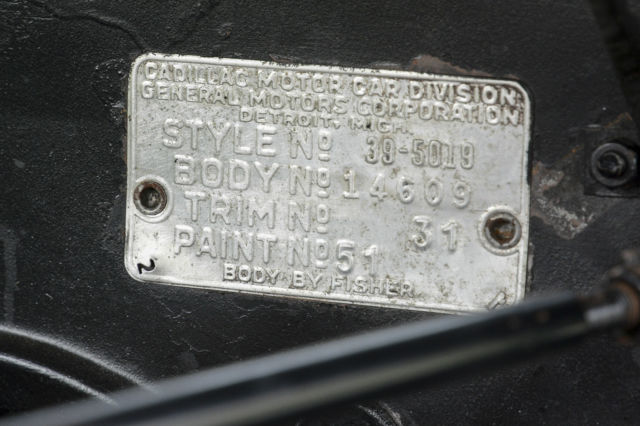 CADILLAC MOTOR CAR DIVISION
GENERAL MOTORS CORPORATION
DETROIT, MICH.
STYLE Nº 39-5019
BODY Nº 14609
TRIM Nº 31
PAINT Nº 51
BODY BY FISHER